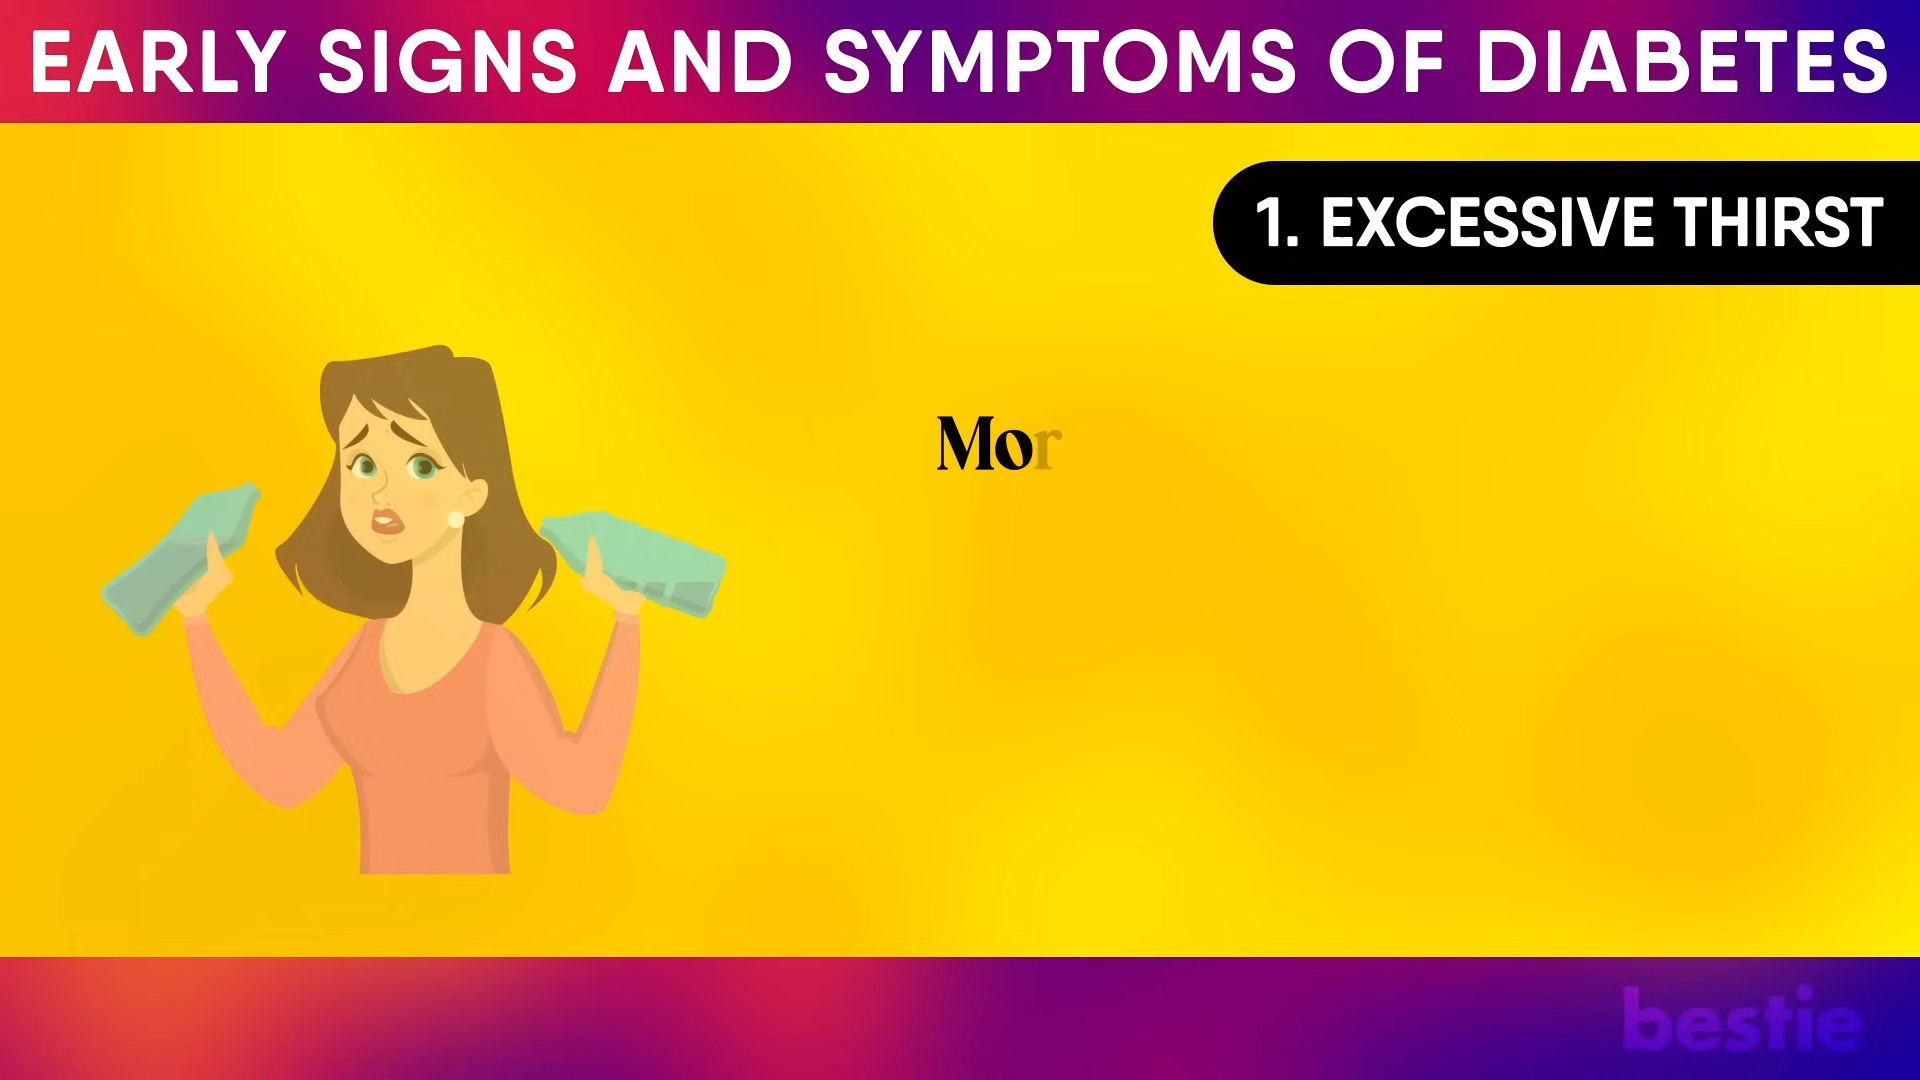 EARLY SIGNS AND SYMPTOMS OF DIABETES
1. EXCESSIVE THIRST
Mor
bestie